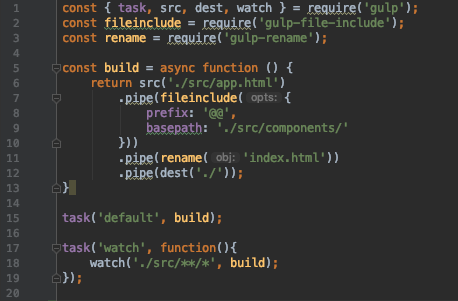 1 const { task, src, dest, watch } = require('gulp');
2 const fileinclude = require('gulp-file-include');
3 const rename = require('gulp-rename');
4
5 const build = async function () {
6     return src('./src/app.html')
7         .pipe(fileinclude( opts: {
8             prefix: '@@',
9             basepath: './src/components/'
10         }))
11         .pipe(rename( obj: 'index.html'))
12         .pipe(dest('./'));
13 }
14
15 task('default', build);
16
17 task('watch', function(){
18     watch('./src/**/*', build);
19 });
20